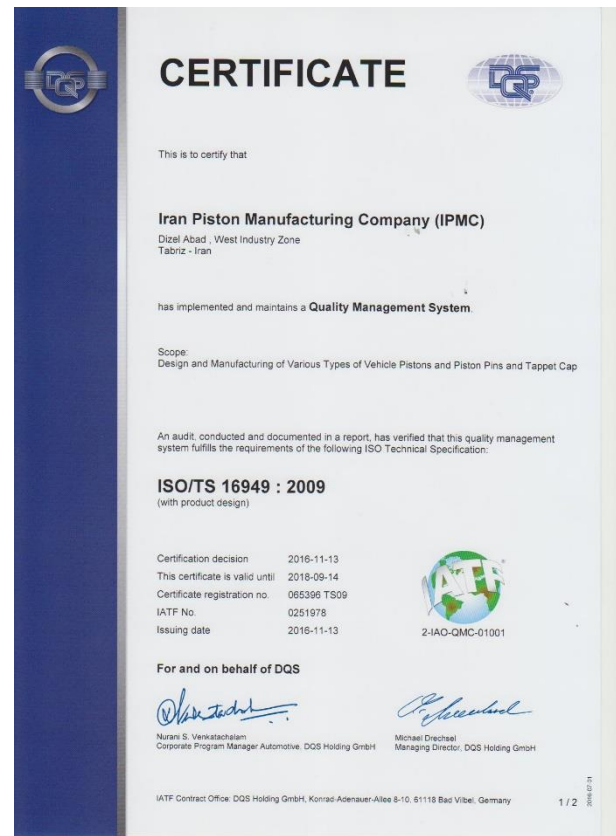 DQS
CERTIFICATE
DQS
This is to certify that
Iran Piston Manufacturing Company (IPMC)
Dizel Abad , West Industry Zone
Tabriz - Iran
has implemented and maintains a Quality Management System.
Scope:
Design and Manufacturing of Various Types of Vehicle Pistons and Piston Pins and Tappet Cap
An audit, conducted and documented in a report, has verified that this quality management
system fulfills the requirements of the following ISO Technical Specification:
ISO/TS 16949 : 2009
(with product design)
Certification decision 2016-11-13
This certificate is valid until 2018-09-14
Certificate registration no. 065396 TS09
IATF No. 0251978
Issuing date 2016-11-13
IATF
2-IAO-QMC-01001
For and on behalf of DQS
Nurani S. Venkatachalam
Corporate Program Manager Automotive, DQS Holding GmbH
Michael Drechsel
Managing Director, DQS Holding GmbH
IATF Contract Office: DQS Holding GmbH, Konrad-Adenauer-Allee 8-10, 61118 Bad Vilbel, Germany
1 / 2